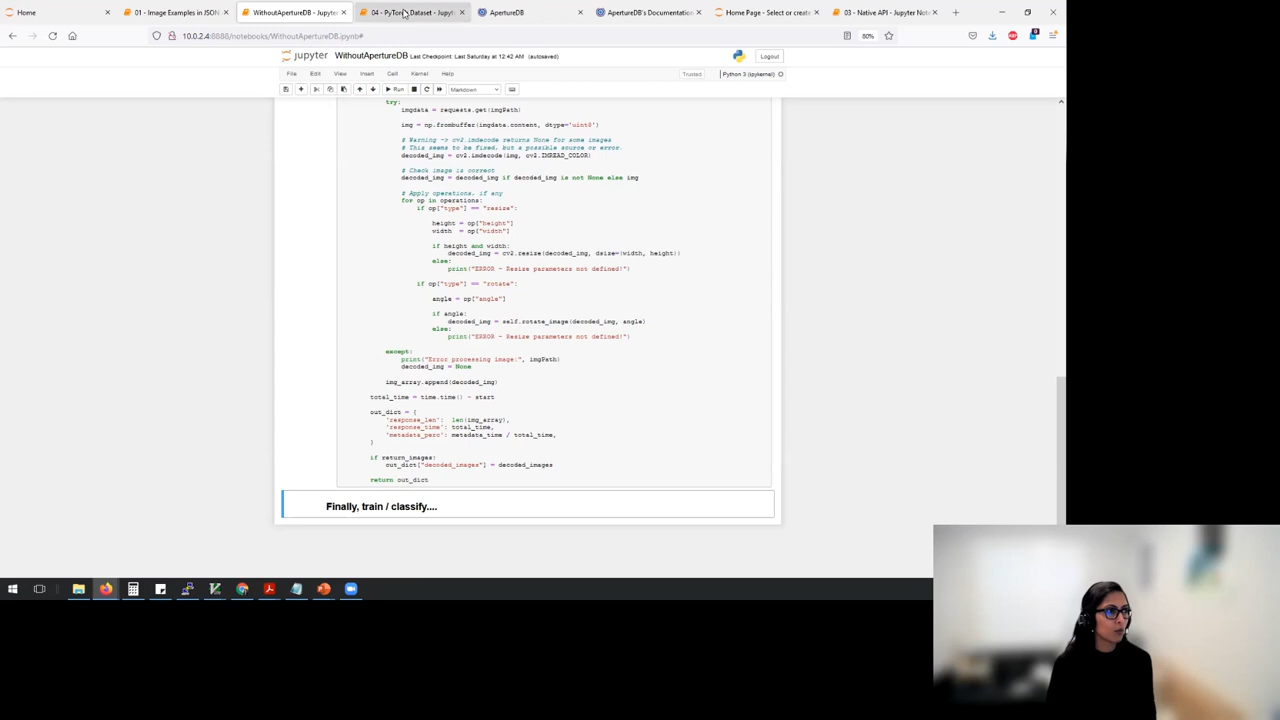 Home
01 - Image Examples in JSON
WithoutApertureDB - Jupyter
04 - PyTorch Dataset - Jupyt
ApertureDB
ApertureDB's Documentation
Home Page - Select or create
03 - Native API - Jupyter Note
10.0.2.4:8888/notebooks/WithoutApertureDB.ipynb#
80%
jupyter WithoutApertureDB Last Checkpoint: Last Saturday at 12:42 AM (autosaved)
Logout
File Edit View Insert Cell Kernel Help
Trusted
Python 3 (ipykernel)
Run
Markdown
try:
imgdata = requests.get(imgPath)
img = np.frombuffer(imgdata.content, dtype='uint8')
# Warning -> cv2.imdecode returns None for some images
# This seems to be fixed, but a possible source or error.
decoded_img = cv2.imdecode(img, cv2.IMREAD_COLOR)
# Check image is correct
decoded_img = decoded_img if decoded_img is not None else img
# Apply operations, if any
for op in operations:
if op["type"] == "resize":
height = op["height"]
width = op["width"]
if height and width:
decoded_img = cv2.resize(decoded_img, dsize=(width, height))
else:
print("ERROR - Resize parameters not defined!")
if op["type"] == "rotate":
angle = op["angle"]
if angle:
decoded_img = self.rotate_image(decoded_img, angle)
else:
print("ERROR - Resize parameters not defined!")
except:
print("Error processing image:", imgPath)
decoded_img = None
img_array.append(decoded_img)
total_time = time.time() - start
out_dict = {
'response_len': len(img_array),
'response_time': total_time,
'metadata_perc': metadata_time / total_time,
}
if return_images:
out_dict["decoded_images"] = decoded_images
return out_dict
Finally, train / classify....